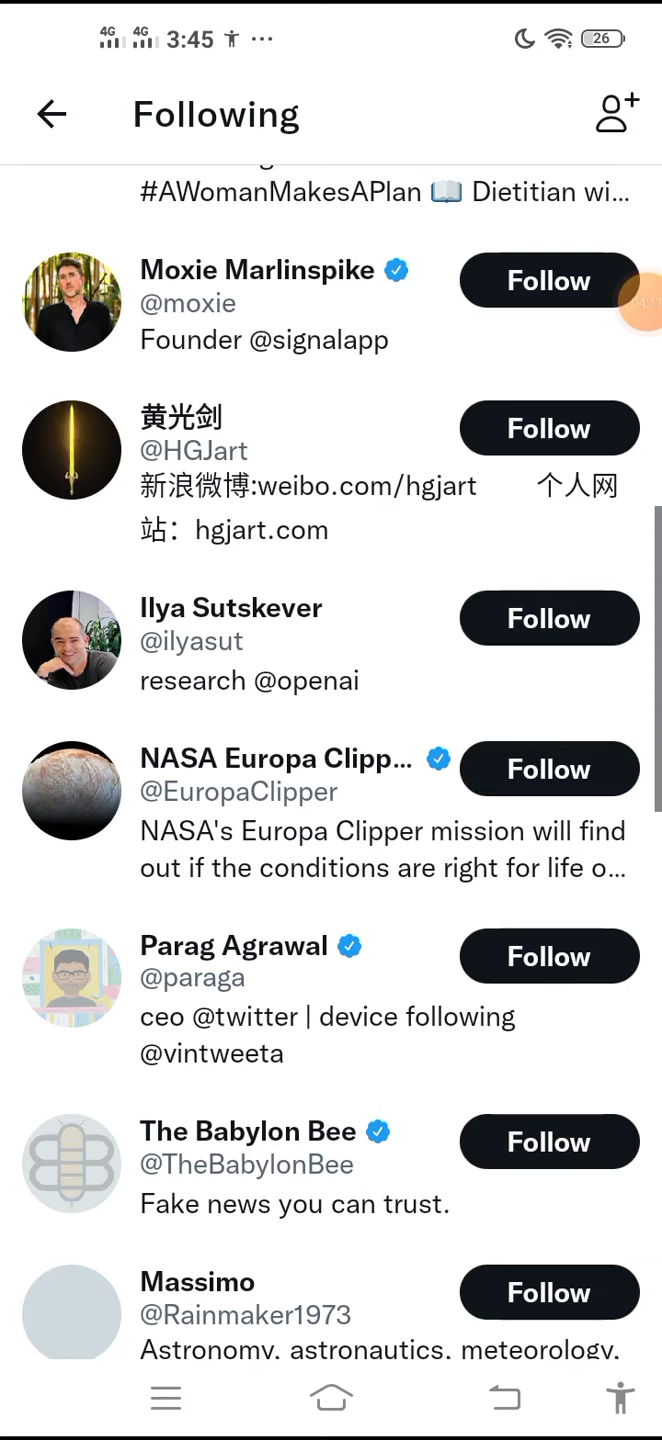 4G 4G 3:45 ... 26
Following
#AWomanMakesAPlan 📖 Dietitian wi...
Moxie Marlinspike
Follow
@moxie
Founder @signalapp
黄光剑
Follow
@HGJart
新浪微博:weibo.com/hgjart 个人网
站：hgjart.com
Ilya Sutskever
Follow
@ilyasut
research @openai
NASA Europa Clipp...
Follow
@EuropaClipper
NASA's Europa Clipper mission will find
out if the conditions are right for life o...
Parag Agrawal
Follow
@paraga
ceo @twitter | device following
@vintweeta
The Babylon Bee
Follow
@TheBabylonBee
Fake news you can trust.
Massimo
Follow
@Rainmaker1973
Astronomy, astronautics, meteorology,